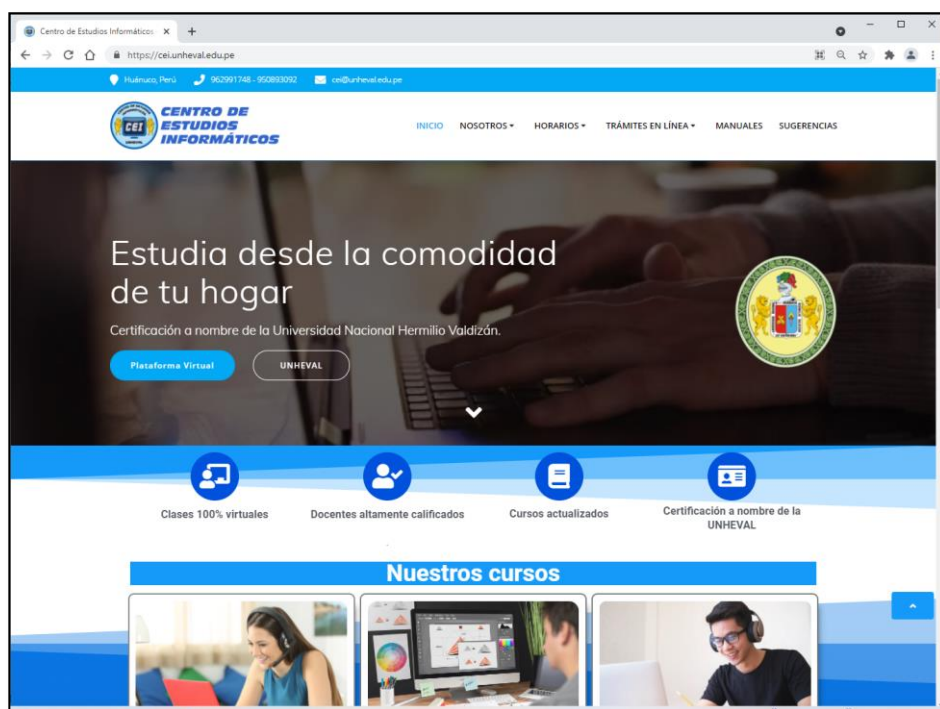 Centro de Estudios Informáticos
https://cei.unheval.edu.pe
Huánuco, Perú 962991748 - 950893092 cei@unheval.edu.pe
CEI
UNHEVAL
CENTRO DE
ESTUDIOS
INFORMÁTICOS
INICIO NOSOTROS HORARIOS TRÁMITES EN LÍNEA MANUALES SUGERENCIAS
Estudia desde la comodidad
de tu hogar
Certificación a nombre de la Universidad Nacional Hermilio Valdizán.
Plataforma Virtual UNHEVAL
Clases 100% virtuales Docentes altamente calificados Cursos actualizados Certificación a nombre de la
UNHEVAL
Nuestros cursos